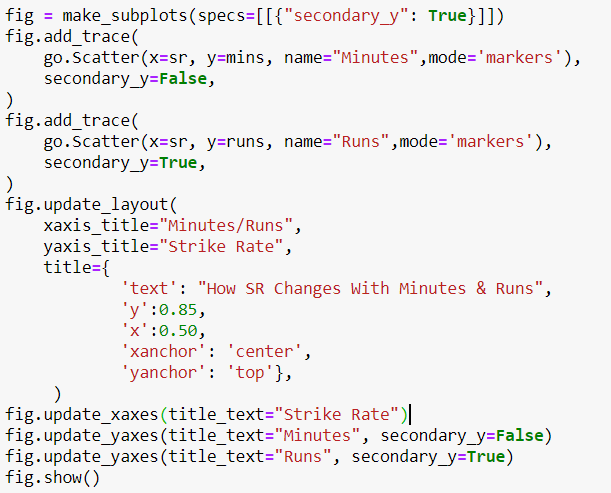 fig = make_subplots(specs=[[{"secondary_y": True}]])
fig.add_trace(
    go.Scatter(x=sr, y=mins, name="Minutes",mode='markers'),
    secondary_y=False,
)
fig.add_trace(
    go.Scatter(x=sr, y=runs, name="Runs",mode='markers'),
    secondary_y=True,
)
fig.update_layout(
    xaxis_title="Minutes/Runs",
    yaxis_title="Strike Rate",
    title={
            'text': "How SR Changes With Minutes & Runs",
            'y':0.85,
            'x':0.50,
            'xanchor': 'center',
            'yanchor': 'top'},
     )
fig.update_xaxes(title_text="Strike Rate")
fig.update_yaxes(title_text="Minutes", secondary_y=False)
fig.update_yaxes(title_text="Runs", secondary_y=True)
fig.show()